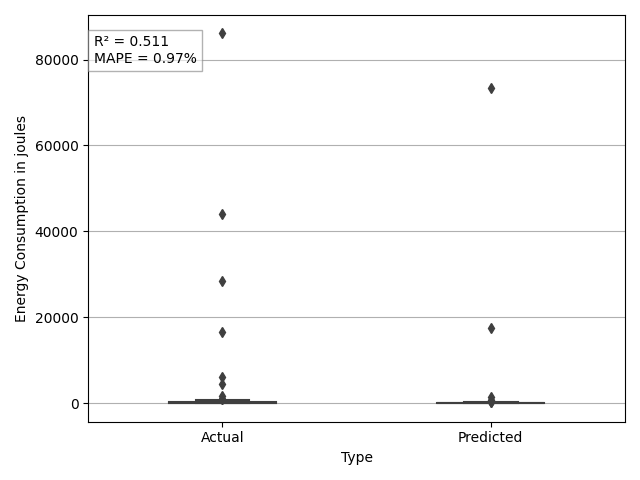 R² = 0.511
MAPE = 0.97%
80000
60000
40000
20000
0
Energy Consumption in joules
Actual
Predicted
Type